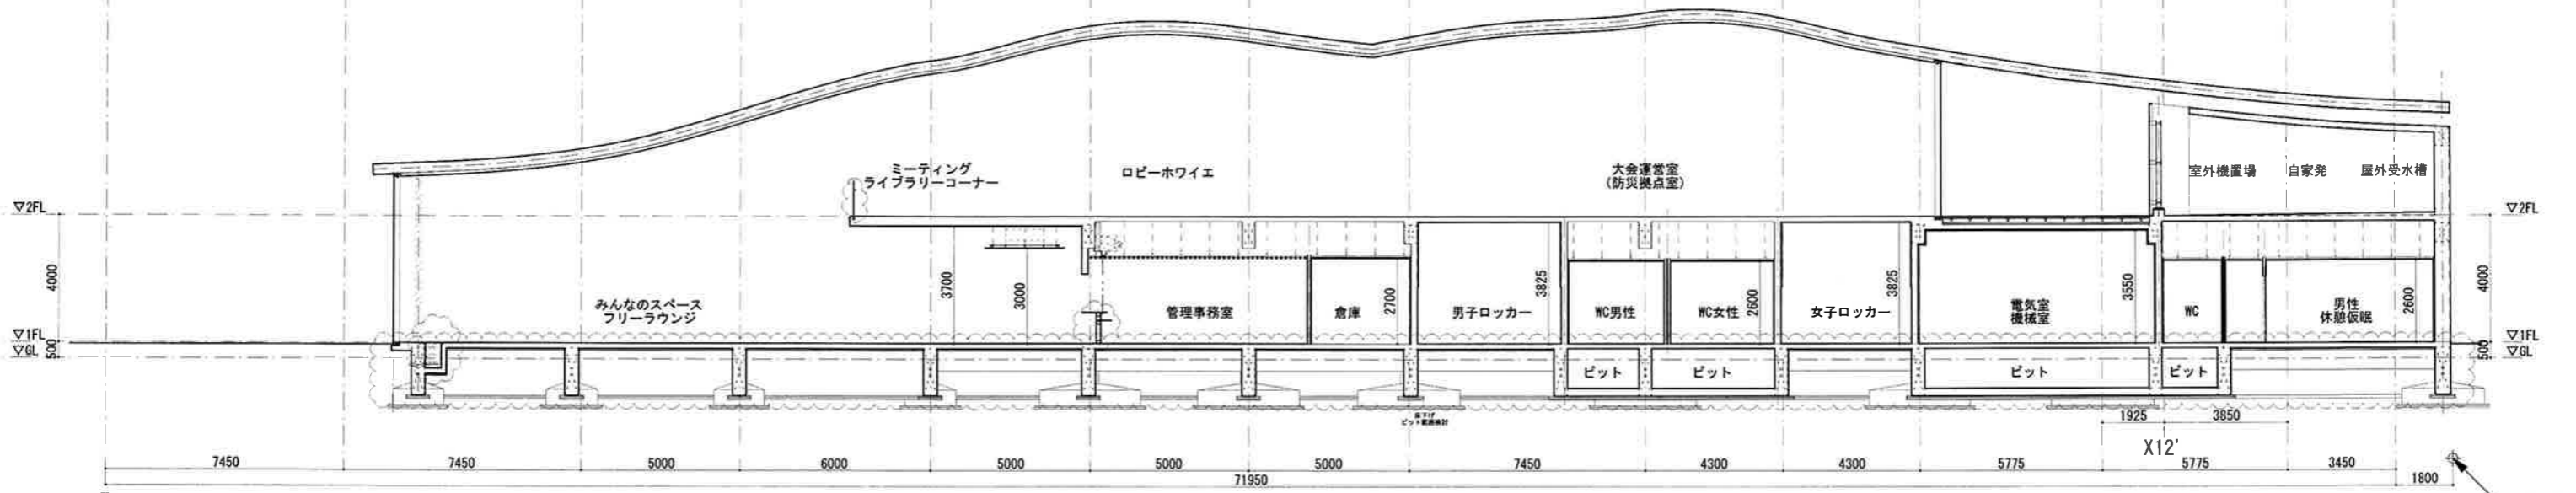 ミーティング
ライブラリーコーナー
ロビーホワイエ
大会運営室
(防災拠点室)
室外機置場
自家発
屋外受水槽
▽2FL
▽2FL
4000
3700
3000
2700
3825
2600
3825
3550
2600
4000
みんなのスペース
フリーラウンジ
管理事務室
倉庫
男子ロッカー
WC男性
WC女性
女子ロッカー
電気室
機械室
WC
男性
休憩仮眠
▽1FL
▽GL
500
▽1FL
▽GL
500
ピット
ピット
ピット
ピット
1925
3850
X12'
7450
7450
5000
6000
5000
5000
5000
7450
4300
4300
5775
5775
3450
71950
1800